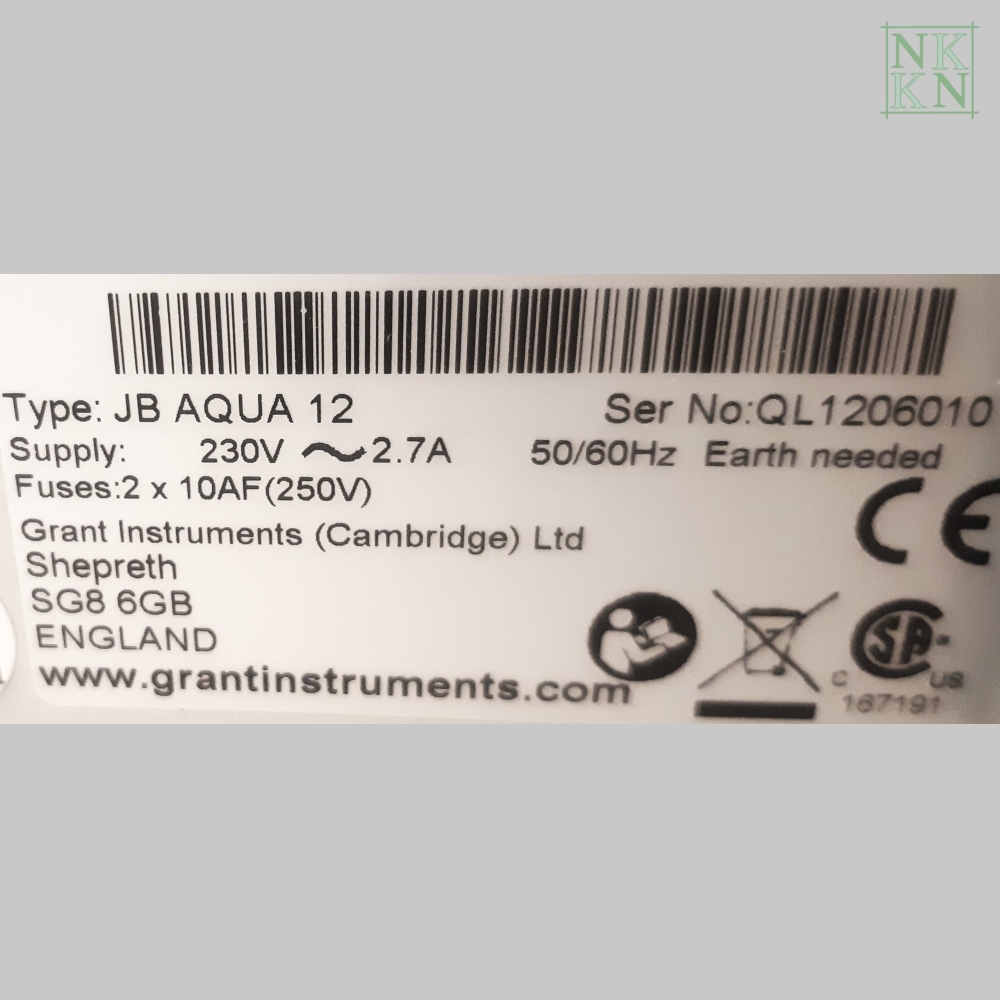 NK
KN
Type: JB AQUA 12 Ser No:QL1206010
Supply: 230V ~ 2.7A 50/60Hz Earth needed
Fuses:2 x 10AF(250V)
Grant Instruments (Cambridge) Ltd
CE
Shepreth
SG8 6GB
ENGLAND
SA
www.grantinstruments.com
C US
167191